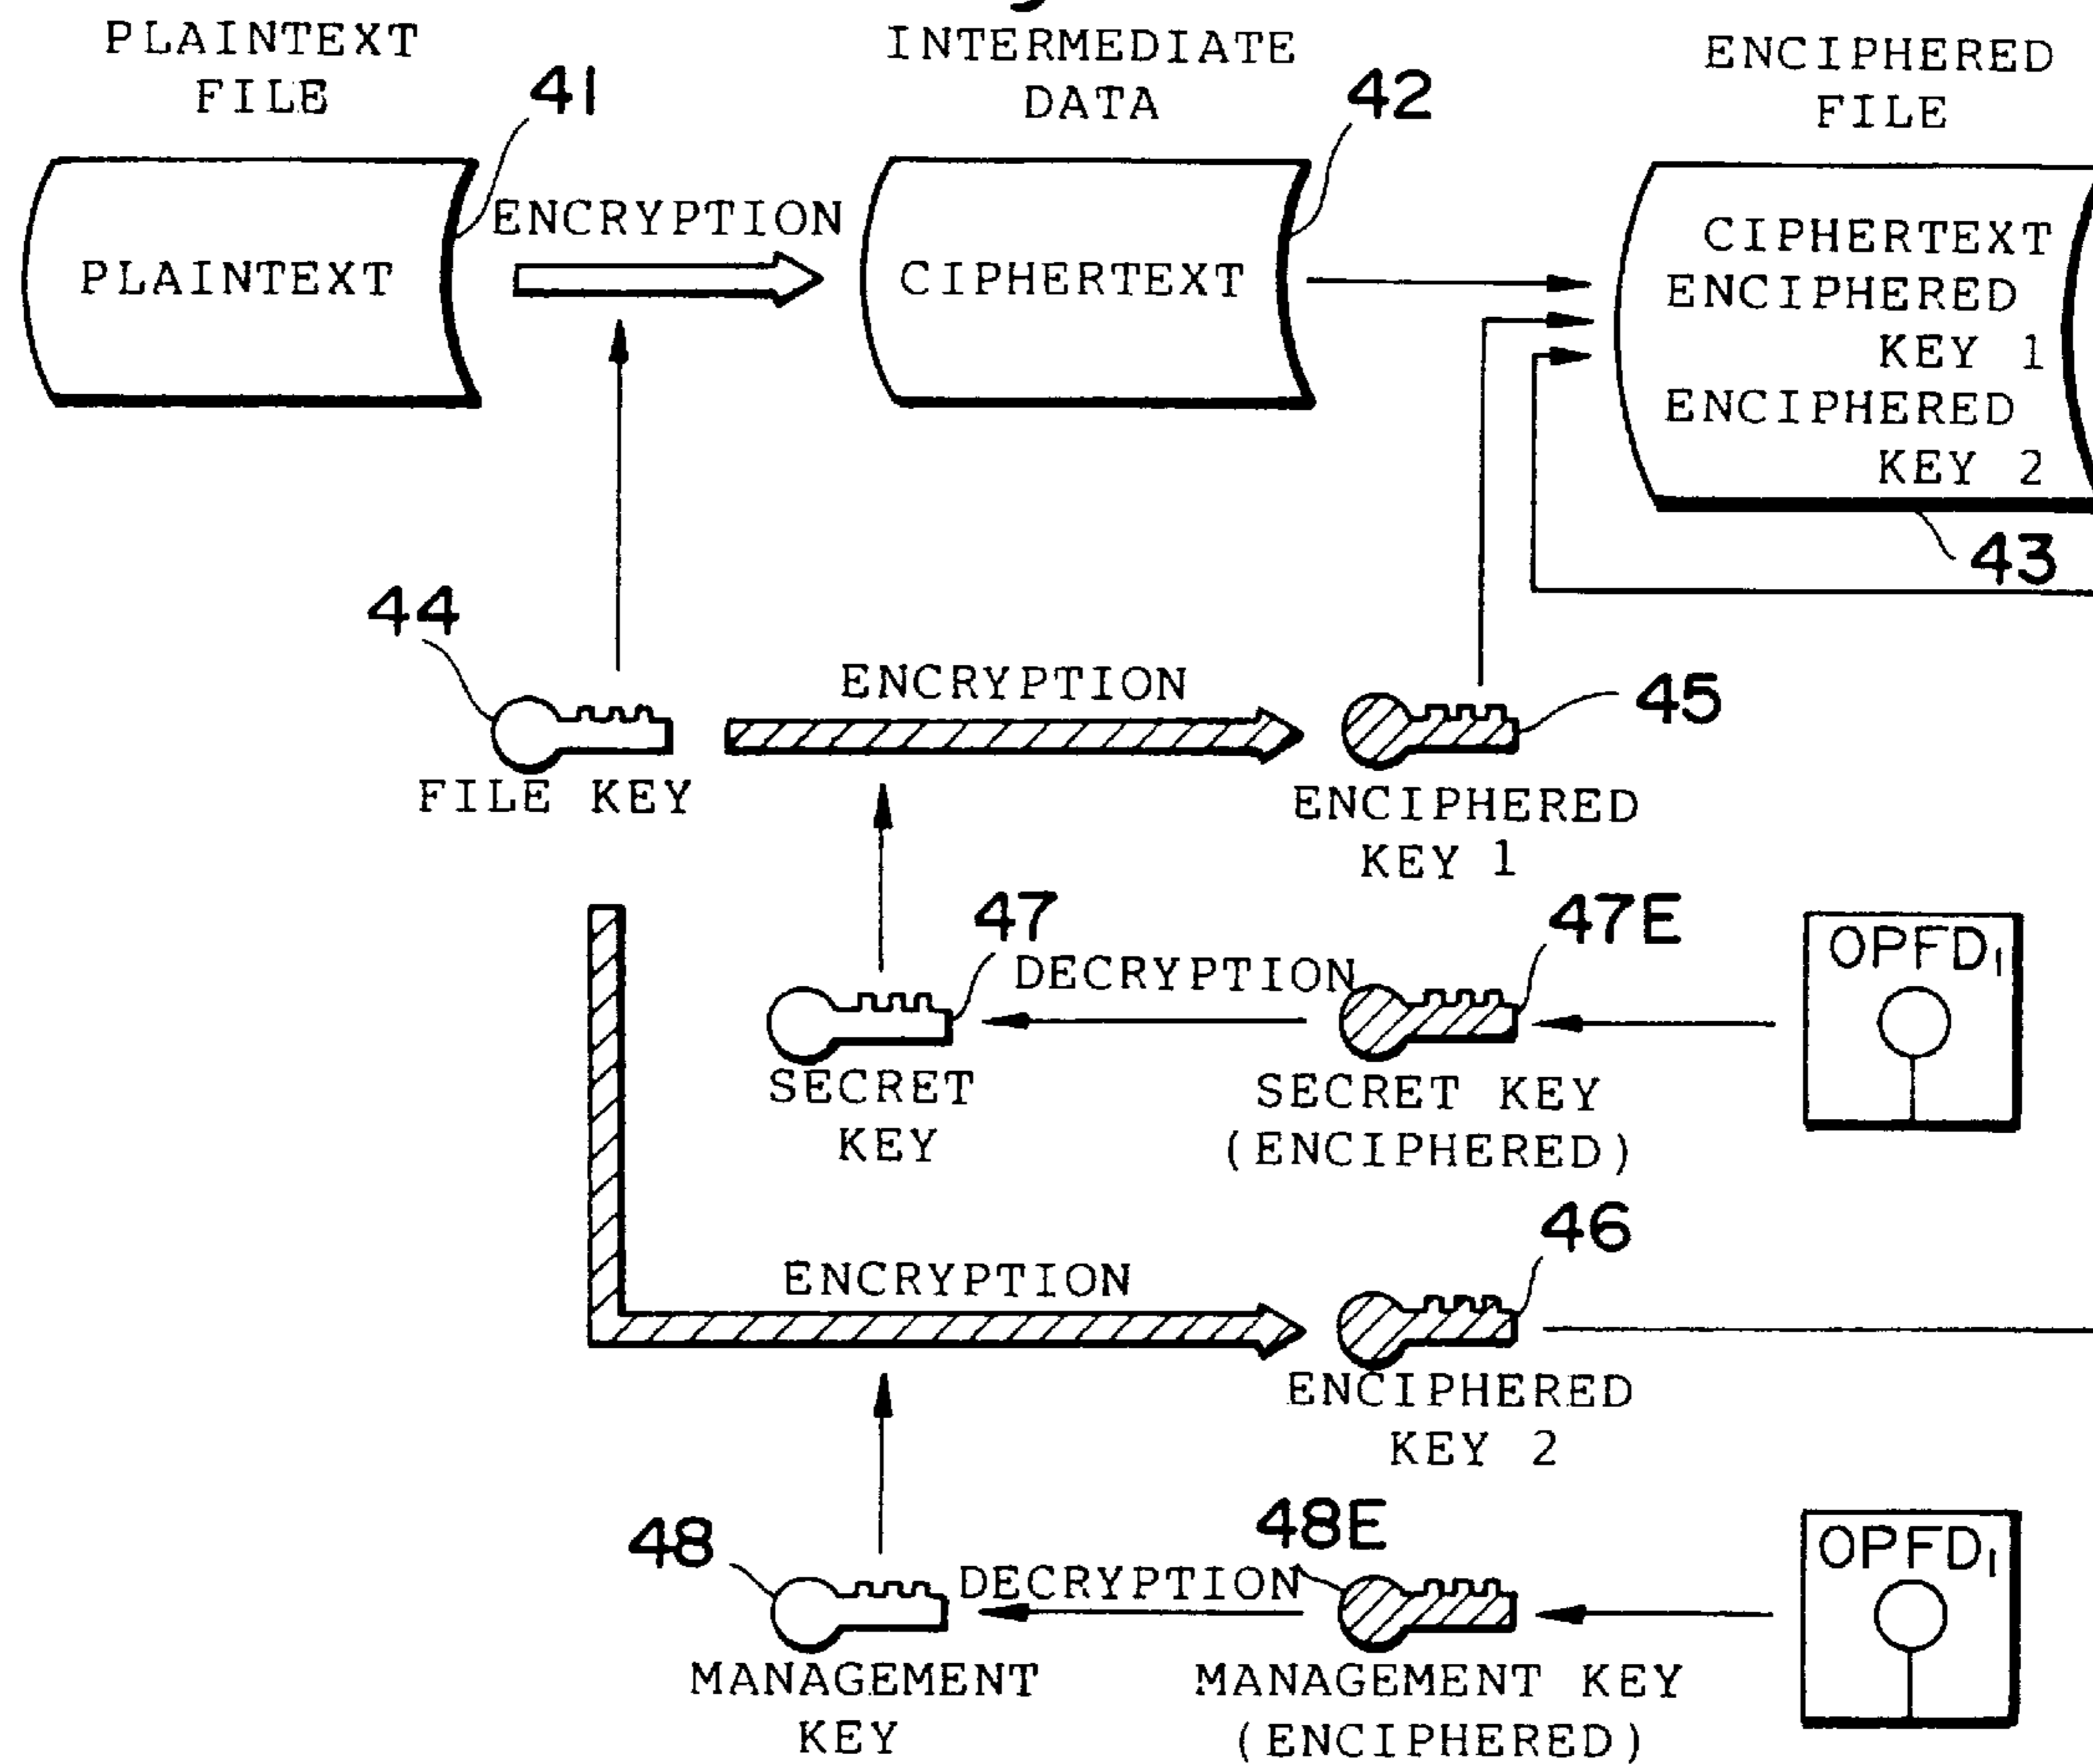 PLAINTEXT
FILE
41
INTERMEDIATE
DATA
42
ENCIPHERED
FILE
PLAINTEXT
ENCRYPTION
CIPHERTEXT
CIPHERTEXT
ENCIPHERED
KEY 1
ENCIPHERED
KEY 2
43
44
FILE KEY
ENCRYPTION
45
ENCIPHERED
KEY 1
47
SECRET
KEY
DECRYPTION
47E
SECRET KEY
(ENCIPHERED)
OPFD1
ENCRYPTION
46
ENCIPHERED
KEY 2
48
MANAGEMENT
KEY
DECRYPTION
48E
MANAGEMENT KEY
(ENCIPHERED)
OPFD1